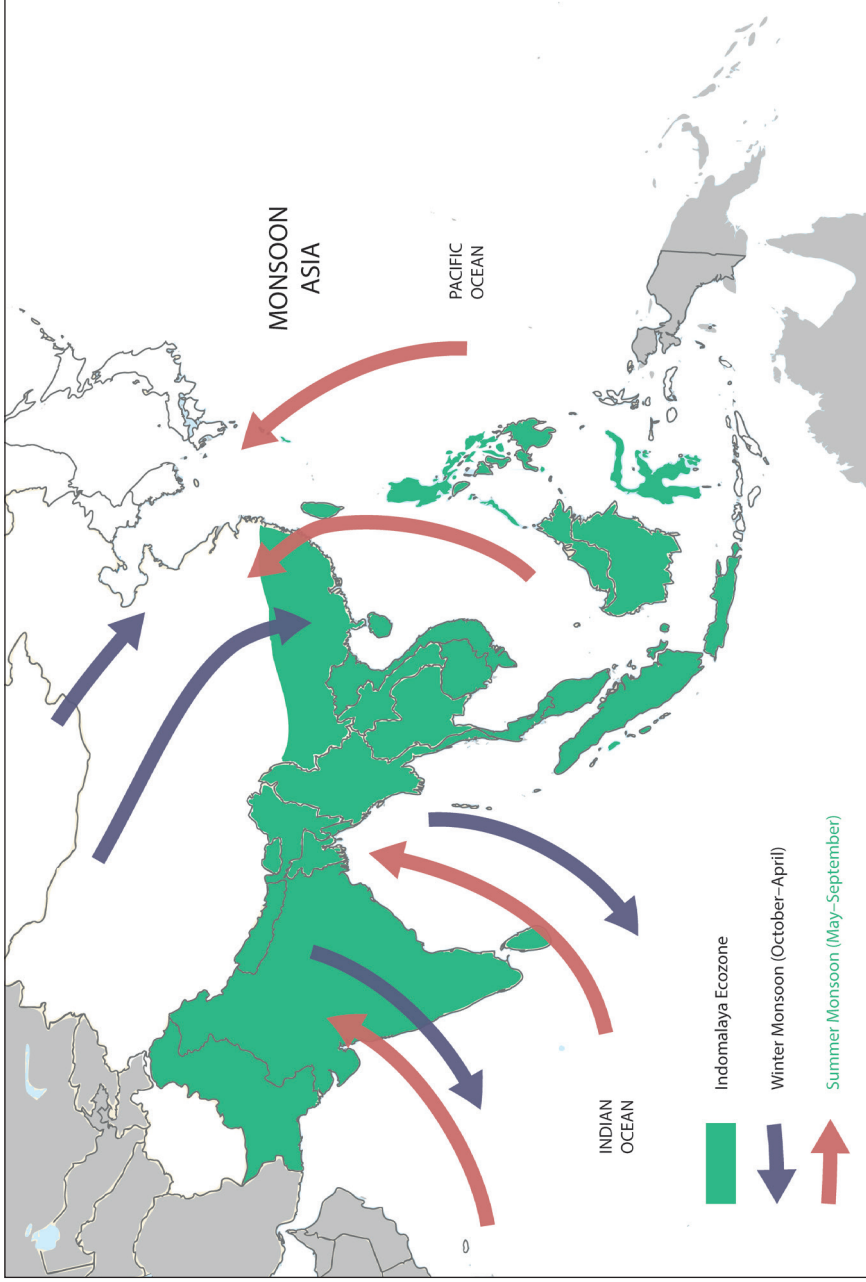 MONSOON
ASIA
PACIFIC
OCEAN
INDIAN
OCEAN
Indomalaya Ecozone
Winter Monsoon (October–April)
Summer Monsoon (May–September)